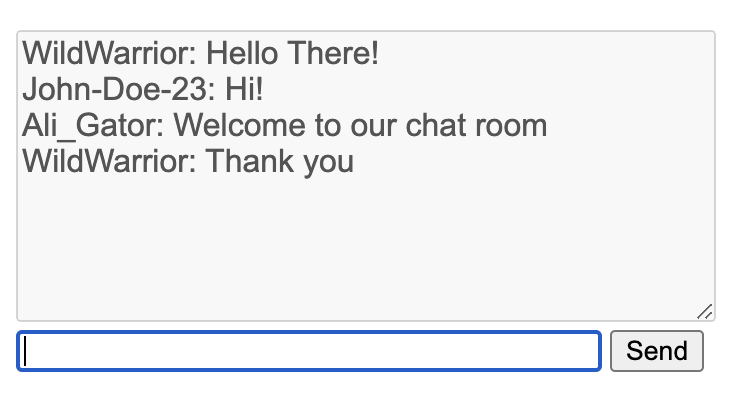 WildWarrior: Hello There!
John-Doe-23: Hi!
Ali_Gator: Welcome to our chat room
WildWarrior: Thank you
Send